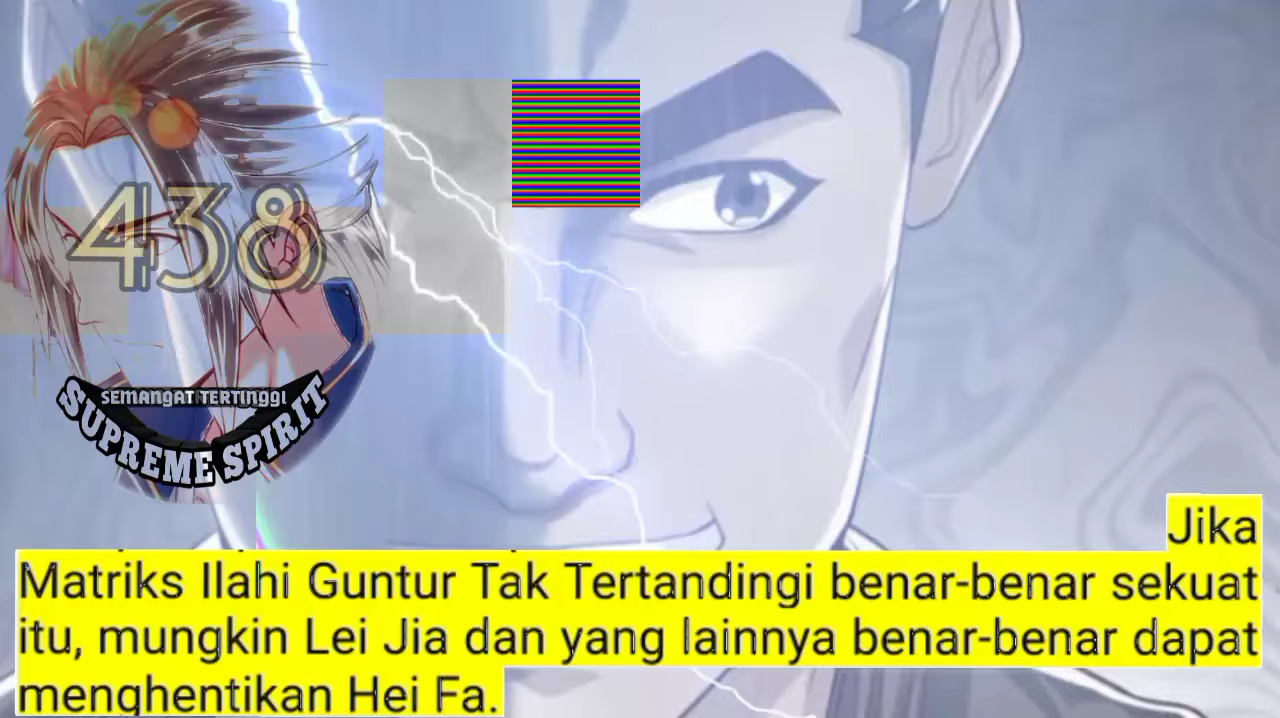 438
SEMANGAT TERTINGGI
SUPREME SPIRIT
Jika
Matriks Ilahi Guntur Tak Tertandingi benar-benar sekuat
itu, mungkin Lei Jia dan yang lainnya benar-benar dapat
menghentikan Hei Fa.